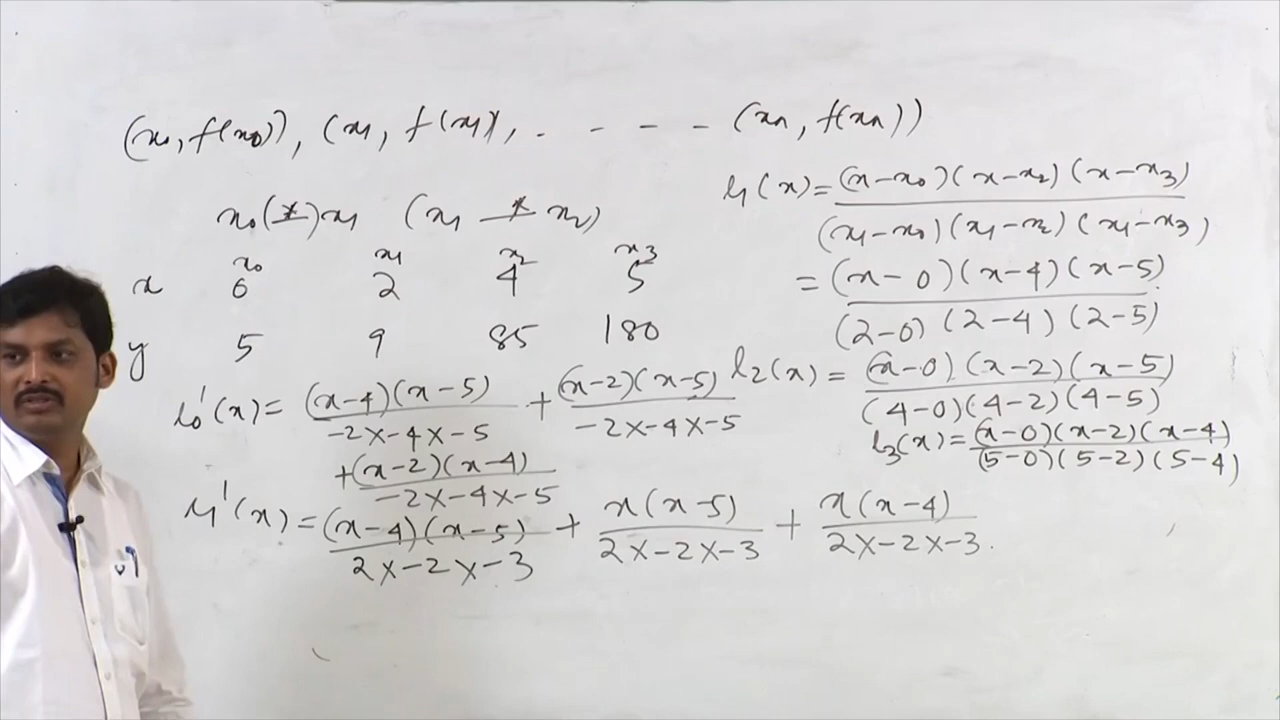 (x₀, f(x₀)), (x₁, f(x₁)), - - - - (xₙ, f(xₙ))
x₀(*)x₁ (x₁ * x₂)
x₀ x₁ x₂ x₃
x 0 2 4 5
y 5 9 85 180
l₀'(x) = (x-4)(x-5) / -2×-4×-5 + (x-2)(x-5) / -2×-4×-5
+ (x-2)(x-4) / -2×-4×-5
l₁'(x) = (x-4)(x-5) / 2×-2×-3 + x(x-5) / 2×-2×-3 + x(x-4) / 2×-2×-3.
l₁(x) = (x-x₀)(x-x₂)(x-x₃) / (x₁-x₀)(x₁-x₂)(x₁-x₃)
= (x-0)(x-4)(x-5) / (2-0)(2-4)(2-5)
l₂(x) = (x-0)(x-2)(x-5) / (4-0)(4-2)(4-5)
l₃(x) = (x-0)(x-2)(x-4) / (5-0)(5-2)(5-4)